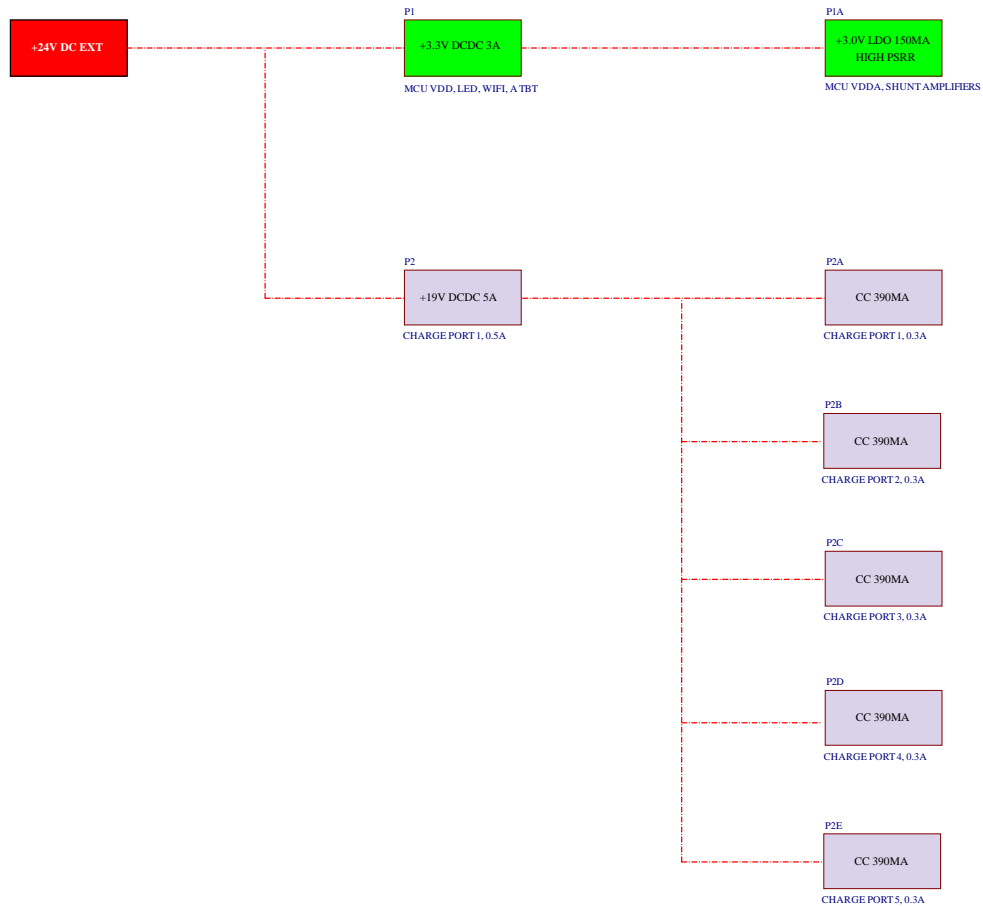 P1
P1A
+24V DC EXT
+3.3V DCDC 3A
+3.0V LDO 150MA
HIGH PSRR
MCU VDD, LED, WIFI, ATBT
MCU VDDA, SHUNT AMPLIFIERS
P2
P2A
+19V DCDC 5A
CC 390MA
CHARGE PORT 1, 0.5A
CHARGE PORT 1, 0.3A
P2B
CC 390MA
CHARGE PORT 2, 0.3A
P2C
CC 390MA
CHARGE PORT 3, 0.3A
P2D
CC 390MA
CHARGE PORT 4, 0.3A
P2E
CC 390MA
CHARGE PORT 5, 0.3A